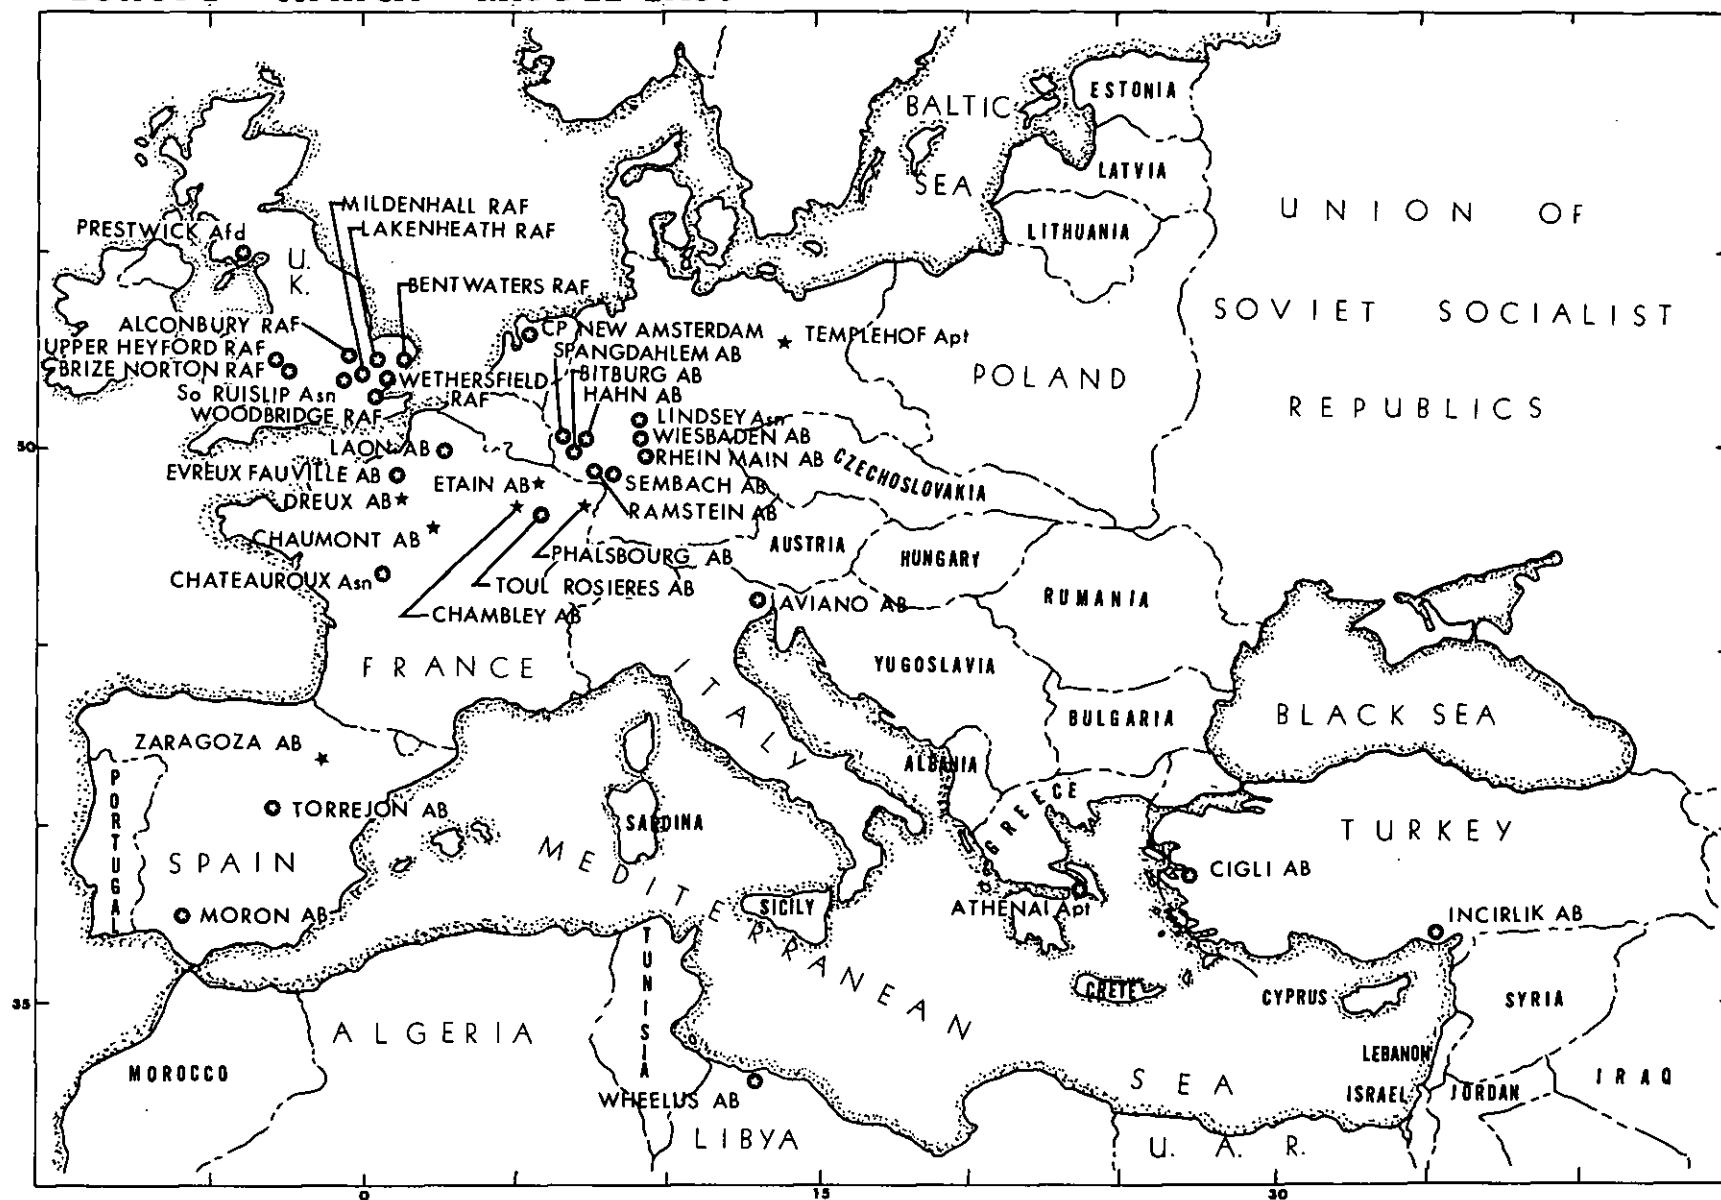 ESTONIA
BALTIC
SEA
LATVIA
LITHUANIA
UNION OF
SOVIET SOCIALIST
REPUBLICS
MILDENHALL RAF
LAKENHEATH RAF
PRESTWICK Afd
U.
K.
BENTWATERS RAF
ALCONBURY RAF
UPPER HEYFORD RAF
BRIZE NORTON RAF
So RUISLIP Asn
WETHERSFIELD
RAF
WOODBRIDGE RAF
CP NEW AMSTERDAM
TEMPLEHOF Apt
SPANGDAHLEM AB
BITBURG AB
HAHN AB
POLAND
LINDSEY Asn
WIESBADEN AB
RHEIN MAIN AB
50
LAON AB
EVREUX FAUVILLE AB
ETAIN AB
SEMBACH AB
CZECHOSLOVAKIA
DREUX AB
RAMSTEIN AB
CHAUMONT AB
PHALSBOURG AB
AUSTRIA
HUNGARY
CHATEAUROUX Asn
TOUL ROSIERES AB
AVIANO AB
RUMANIA
CHAMBLEY AB
FRANCE
ITALY
YUGOSLAVIA
BULGARIA
BLACK SEA
ZARAGOZA AB
ALBANIA
PORTUGAL
TORREJON AB
SARDINA
GREECE
TURKEY
SPAIN
MEDITERRANEAN
CIGLI AB
MORON AB
SICILY
ATHENAI Apt
INCIRLIK AB
TUNISIA
35
CRETE
CYPRUS
SYRIA
ALGERIA
MOROCCO
SEA
LEBANON
ISRAEL
JORDAN
IRAQ
WHEELUS AB
LIBYA
U. A. R.
0
15
30